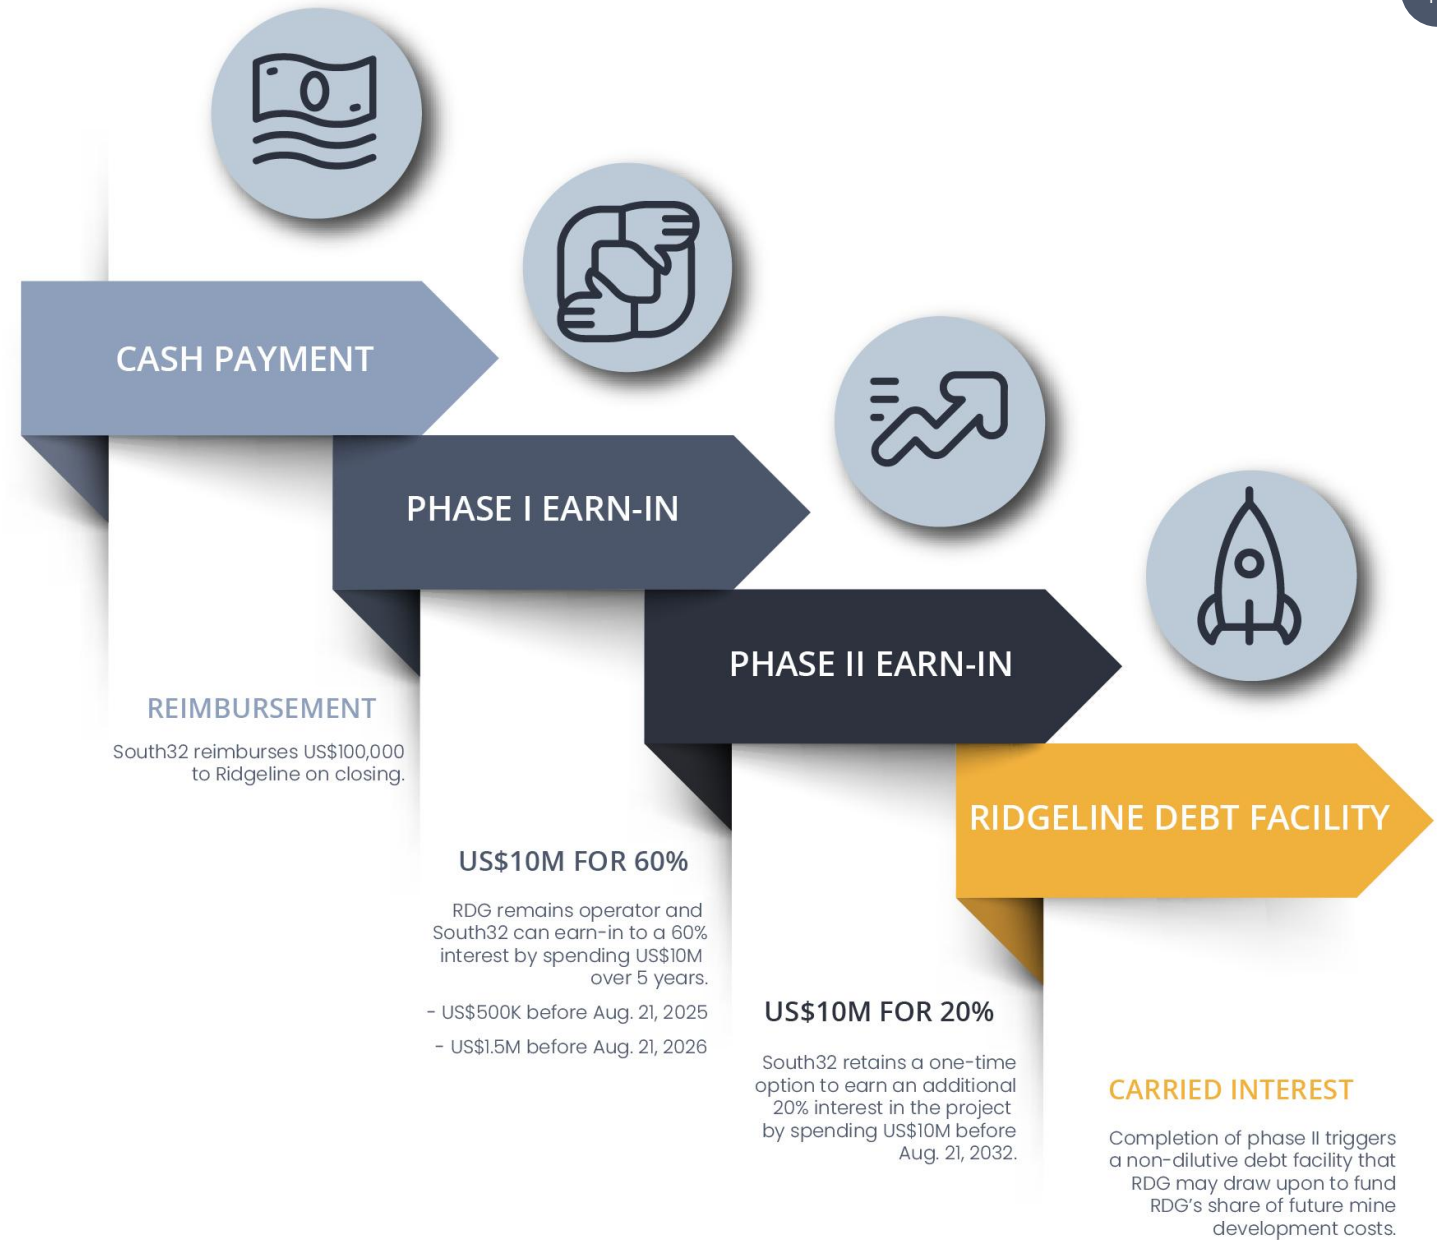 CASH PAYMENT
PHASE I EARN-IN
PHASE II EARN-IN
RIDGELINE DEBT FACILITY
REIMBURSEMENT
South32 reimburses US$100,000
to Ridgeline on closing.
US$10M FOR 60%
RDG remains operator and
South32 can earn-in to a 60%
interest by spending US$10M
over 5 years.
- US$500K before Aug. 21, 2025
- US$1.5M before Aug. 21, 2026
US$10M FOR 20%
South32 retains a one-time
option to earn an additional
20% interest in the project
by spending US$10M before
Aug. 21, 2032.
CARRIED INTEREST
Completion of phase II triggers
a non-dilutive debt facility that
RDG may draw upon to fund
RDG's share of future mine
development costs.